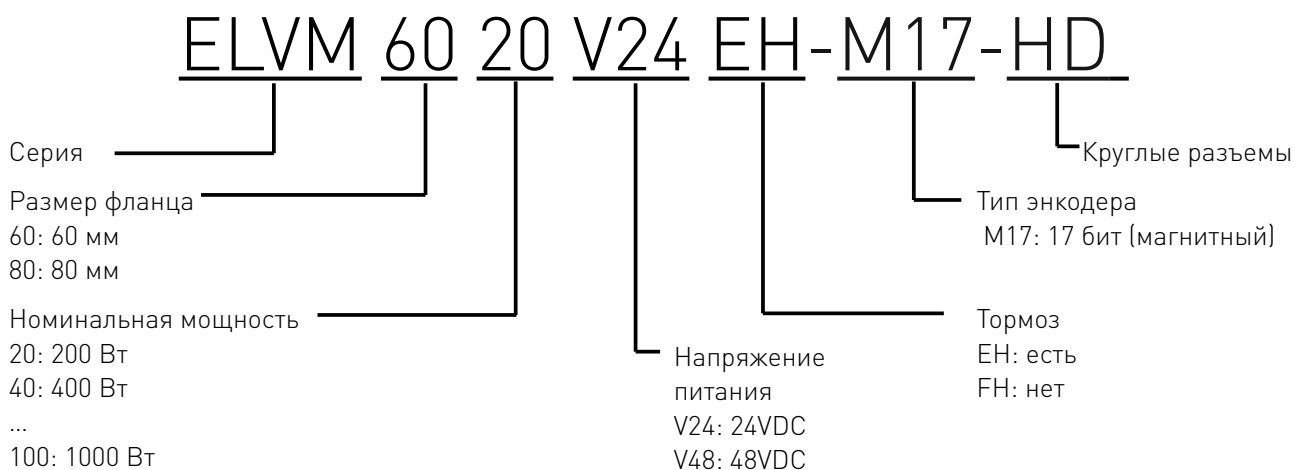 ELVM 60 20 V24 EH-M17-HD
Серия
Размер фланца
60: 60 мм
80: 80 мм
Номинальная мощность
20: 200 Вт
40: 400 Вт
...
100: 1000 Вт
Напряжение
питания
V24: 24VDC
V48: 48VDC
Круглые разъемы
Тип энкодера
M17: 17 бит (магнитный)
Тормоз
EH: есть
FH: нет